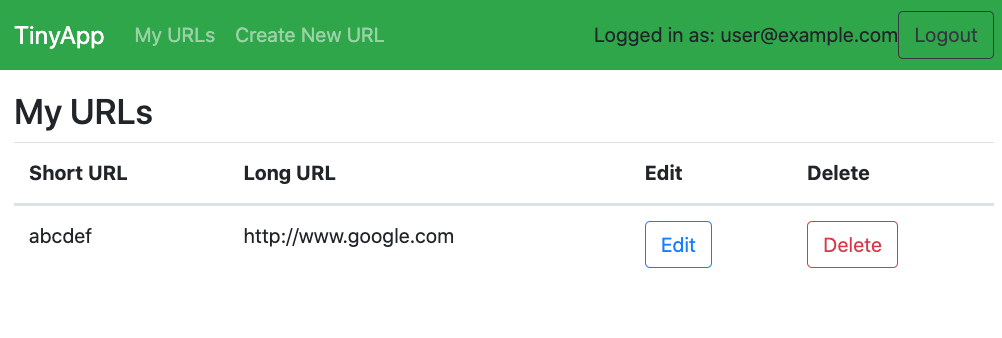 TinyApp My URLs Create New URL Logged in as: user@example.com Logout
My URLs
Short URL Long URL Edit Delete
abcdef http://www.google.com Edit Delete